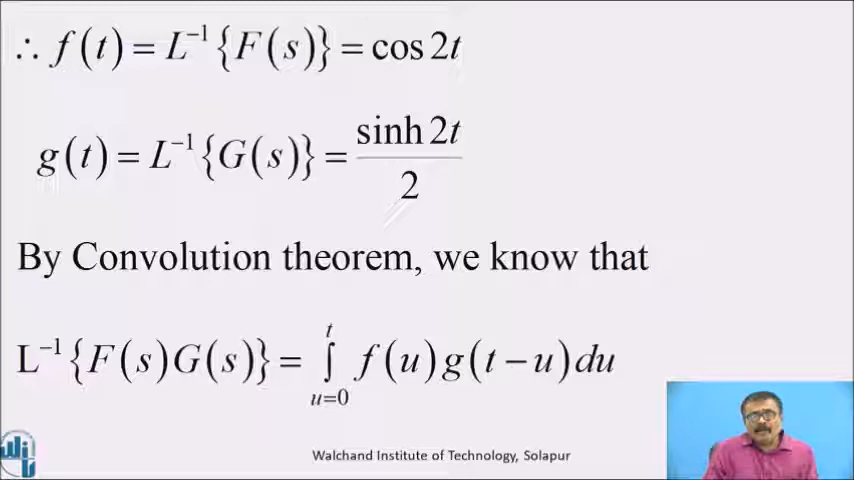 ∴ f(t) = L⁻¹{F(s)} = cos 2t
g(t) = L⁻¹{G(s)} = sinh 2t / 2
By Convolution theorem, we know that
L⁻¹{F(s)G(s)} = ∫_{u=0}^{t} f(u)g(t−u)du
Walchand Institute of Technology, Solapur